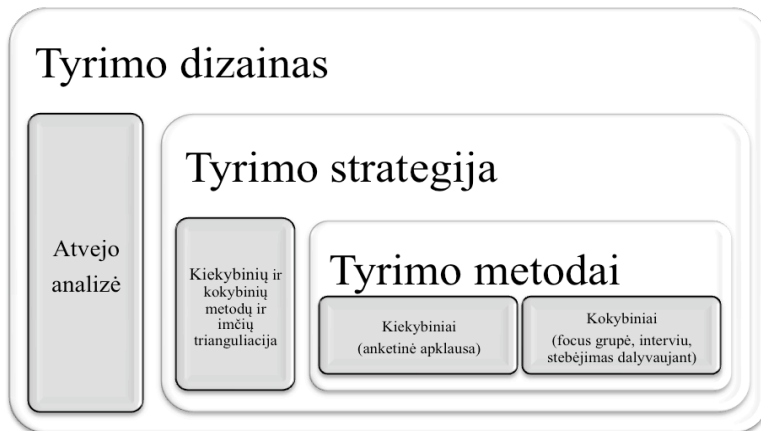 Tyrimo dizainas
Atvejo
analizė
Tyrimo strategija
Kiekybinių ir
kokybinių
metodų ir
imčių
trianguliacija
Tyrimo metodai
Kiekybiniai
(anketinė apklausa)
Kokybiniai
(focus grupė, interviu,
stebėjimas dalyvaujant)